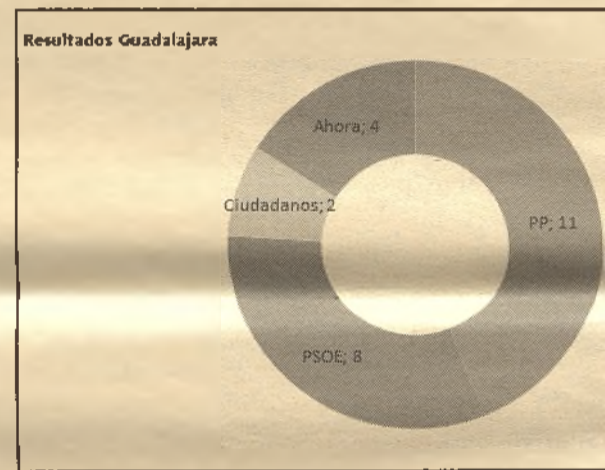 Resultados Guadalajara
Ahora; 4
Ciudadanos; 2
PP; 11
PSOE; 8